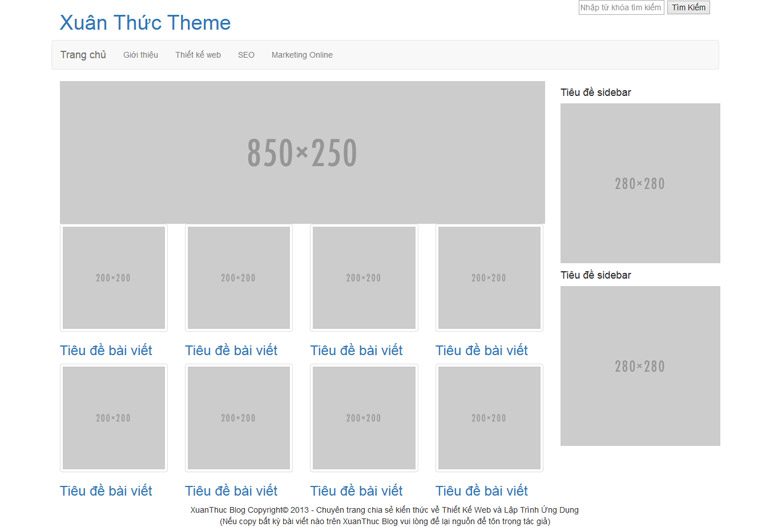 Xuân Thức Theme
Nhập từ khóa tìm kiếm Tìm Kiếm
Trang chủ Giới thiệu Thiết kế web SEO Marketing Online
850×250
Tiêu đề sidebar
280×280
200×200 200×200 200×200 200×200
Tiêu đề sidebar
Tiêu đề bài viết Tiêu đề bài viết Tiêu đề bài viết Tiêu đề bài viết
280×280
200×200 200×200 200×200 200×200
Tiêu đề bài viết Tiêu đề bài viết Tiêu đề bài viết Tiêu đề bài viết
XuanThuc Blog Copyright© 2013 - Chuyên trang chia sẻ kiến thức về Thiết Kế Web và Lập Trình Ứng Dụng
(Nếu copy bất kỳ bài viết nào trên XuanThuc Blog vui lòng để lại nguồn để tôn trọng tác giả)